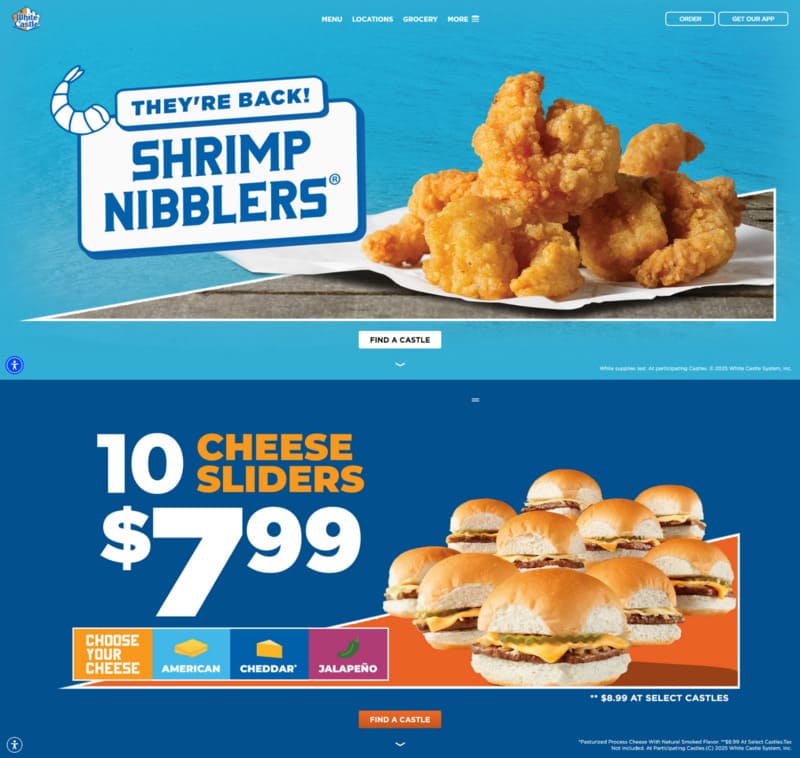 White
Castle
MENU LOCATIONS GROCERY MORE
ORDER GET OUR APP
THEY'RE BACK!
SHRIMP
NIBBLERS®
FIND A CASTLE
While supplies last. At participating Castles. © 2025 White Castle System, Inc.
10 CHEESE
SLIDERS
$7.99
CHOOSE
YOUR
CHEESE
AMERICAN
CHEDDAR*
JALAPEÑO
** $8.99 AT SELECT CASTLES
FIND A CASTLE
*Pasturized Process Cheese With Natural Smoked Flavor. **$8.99 At Select Castles.Tax
Not Included. At Participating Castles.(C) 2025 White Castle System, Inc.